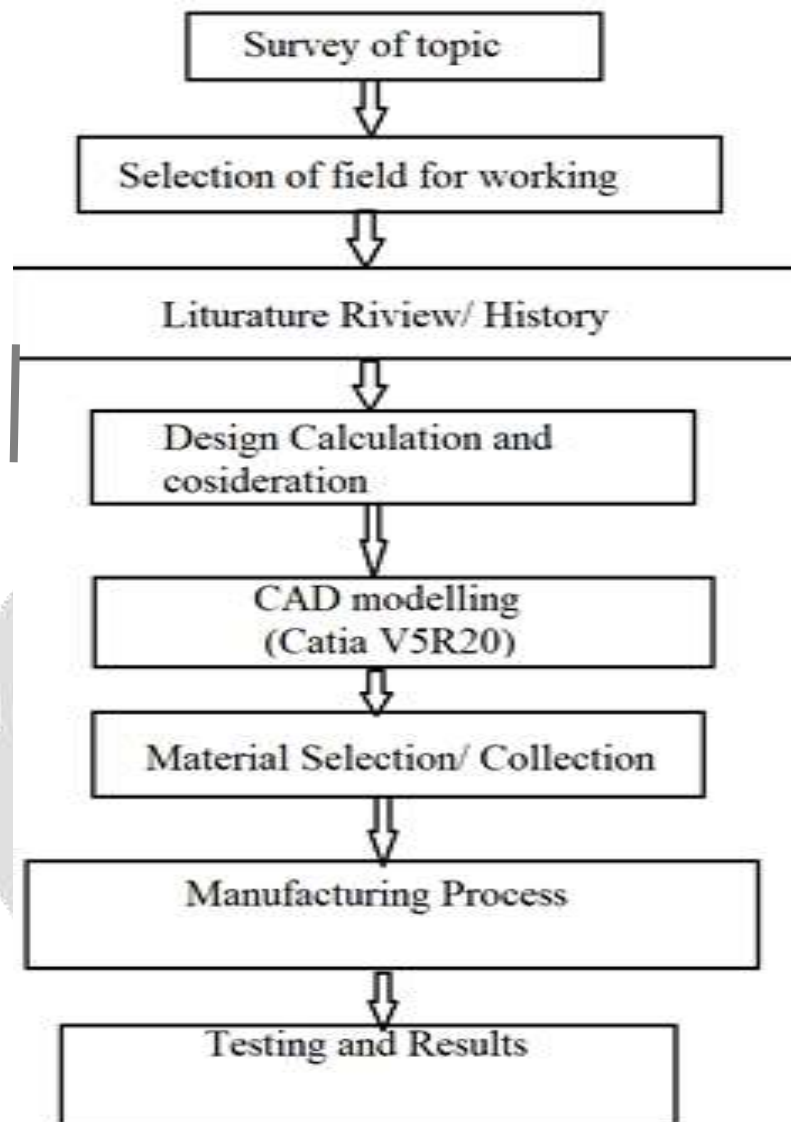 Survey of topic
Selection of field for working
Liturature Riview/ History
Design Calculation and
cosideration
CAD modelling
(Catia V5R20)
Material Selection/ Collection
Manufacturing Process
Testing and Results